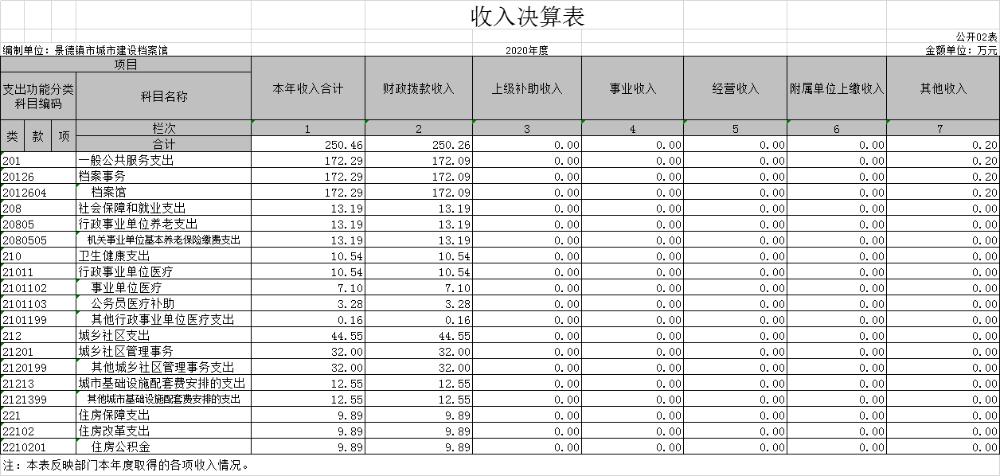 收入决算表
公开02表
编制单位：景德镇市城市建设档案馆 2020年度 金额单位：万元
项目 本年收入合计 财政拨款收入 上级补助收入 事业收入 经营收入 附属单位上缴收入 其他收入
支出功能分类科目编码 科目名称
类 款 项 栏次 1 2 3 4 5 6 7
合计 250.46 250.26 0.00 0.00 0.00 0.00 0.20
201 一般公共服务支出 172.29 172.09 0.00 0.00 0.00 0.00 0.20
20126 档案事务 172.29 172.09 0.00 0.00 0.00 0.00 0.20
2012604 档案馆 172.29 172.09 0.00 0.00 0.00 0.00 0.20
208 社会保障和就业支出 13.19 13.19 0.00 0.00 0.00 0.00 0.00
20805 行政事业单位养老支出 13.19 13.19 0.00 0.00 0.00 0.00 0.00
2080505 机关事业单位基本养老保险缴费支出 13.19 13.19 0.00 0.00 0.00 0.00 0.00
210 卫生健康支出 10.54 10.54 0.00 0.00 0.00 0.00 0.00
21011 行政事业单位医疗 10.54 10.54 0.00 0.00 0.00 0.00 0.00
2101102 事业单位医疗 7.10 7.10 0.00 0.00 0.00 0.00 0.00
2101103 公务员医疗补助 3.28 3.28 0.00 0.00 0.00 0.00 0.00
2101199 其他行政事业单位医疗支出 0.16 0.16 0.00 0.00 0.00 0.00 0.00
212 城乡社区支出 44.55 44.55 0.00 0.00 0.00 0.00 0.00
21201 城乡社区管理事务 32.00 32.00 0.00 0.00 0.00 0.00 0.00
2120199 其他城乡社区管理事务支出 32.00 32.00 0.00 0.00 0.00 0.00 0.00
21213 城市基础设施配套费安排的支出 12.55 12.55 0.00 0.00 0.00 0.00 0.00
2121399 其他城市基础设施配套费安排的支出 12.55 12.55 0.00 0.00 0.00 0.00 0.00
221 住房保障支出 9.89 9.89 0.00 0.00 0.00 0.00 0.00
22102 住房改革支出 9.89 9.89 0.00 0.00 0.00 0.00 0.00
2210201 住房公积金 9.89 9.89 0.00 0.00 0.00 0.00 0.00
注：本表反映部门本年度取得的各项收入情况。